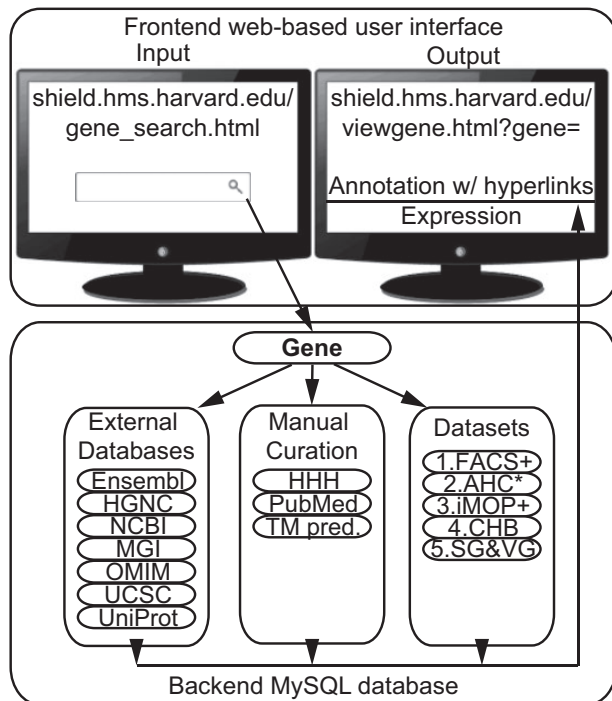 Frontend web-based user interface
Input
Output
shield.hms.harvard.edu/
gene_search.html
shield.hms.harvard.edu/
viewgene.html?gene=
Annotation w/ hyperlinks
Expression
Gene
External
Databases
Ensembl
HGNC
NCBI
MGI
OMIM
UCSC
UniProt
Manual
Curation
HHH
PubMed
TM pred.
Datasets
1.FACS+
2.AHC*
3.iMOP+
4.CHB
5.SG&VG
Backend MySQL database